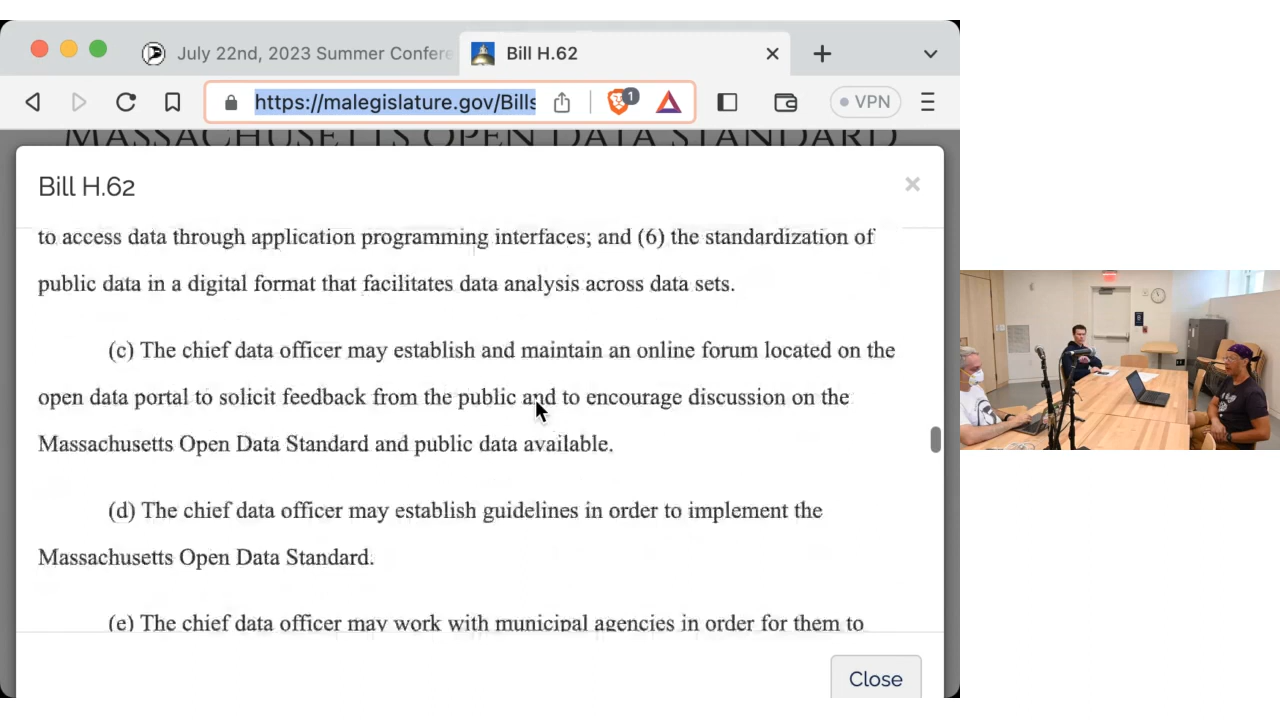 July 22nd, 2023 Summer Confere
Bill H.62
https://malegislature.gov/Bills
1
VPN
MASSACHUSETTS OPEN DATA STANDARD
Bill H.62
to access data through application programming interfaces; and (6) the standardization of
public data in a digital format that facilitates data analysis across data sets.
(c) The chief data officer may establish and maintain an online forum located on the
open data portal to solicit feedback from the public and to encourage discussion on the
Massachusetts Open Data Standard and public data available.
(d) The chief data officer may establish guidelines in order to implement the
Massachusetts Open Data Standard.
(e) The chief data officer may work with municipal agencies in order for them to
Close